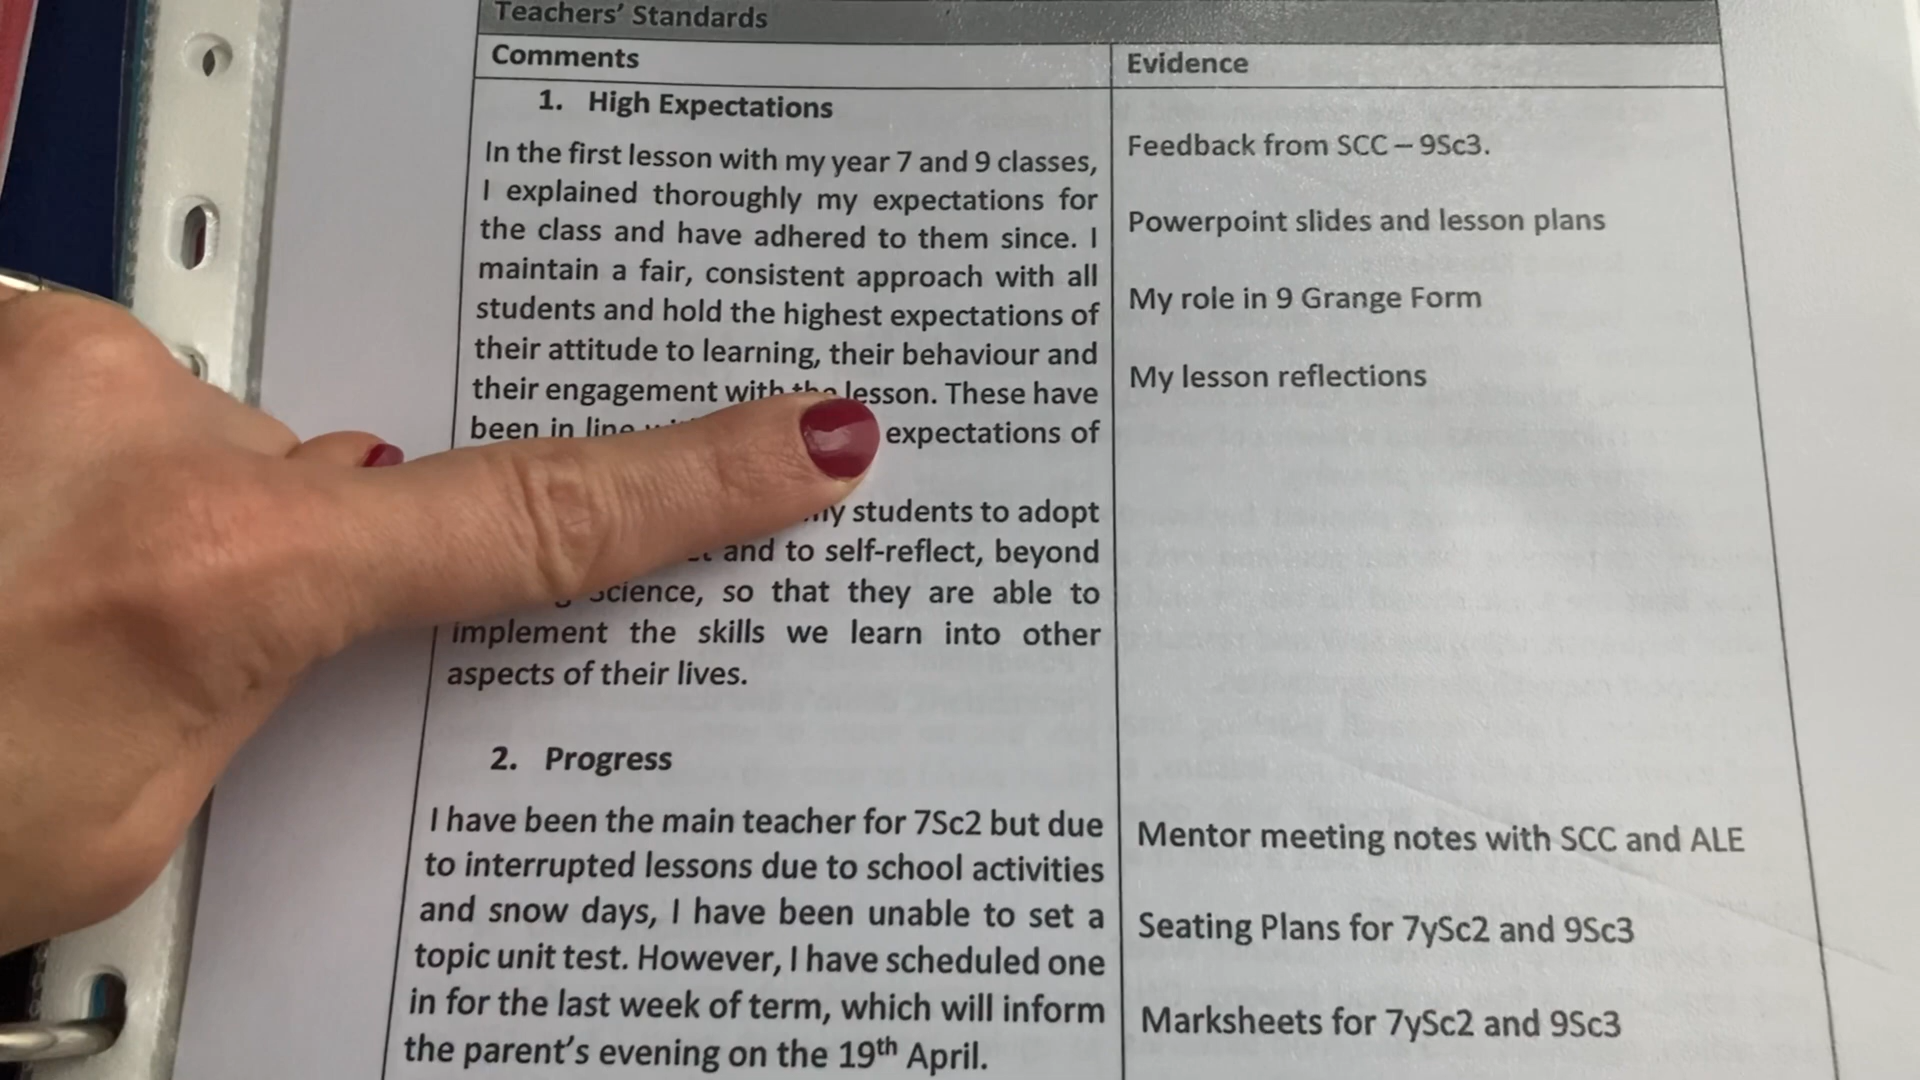 Teachers' Standards
Comments
Evidence
1. High Expectations
In the first lesson with my year 7 and 9 classes,
I explained thoroughly my expectations for
the class and have adhered to them since. I
maintain a fair, consistent approach with all
students and hold the highest expectations of
their attitude to learning, their behaviour and
their engagement with the lesson. These have
been in line expectations of
students to adopt
and to self-reflect, beyond
science, so that they are able to
implement the skills we learn into other
aspects of their lives.
Feedback from SCC – 9Sc3.
Powerpoint slides and lesson plans
My role in 9 Grange Form
My lesson reflections
2. Progress
I have been the main teacher for 7Sc2 but due
to interrupted lessons due to school activities
and snow days, I have been unable to set a
topic unit test. However, I have scheduled one
in for the last week of term, which will inform
the parent's evening on the 19th April.
Mentor meeting notes with SCC and ALE
Seating Plans for 7ySc2 and 9Sc3
Marksheets for 7ySc2 and 9Sc3